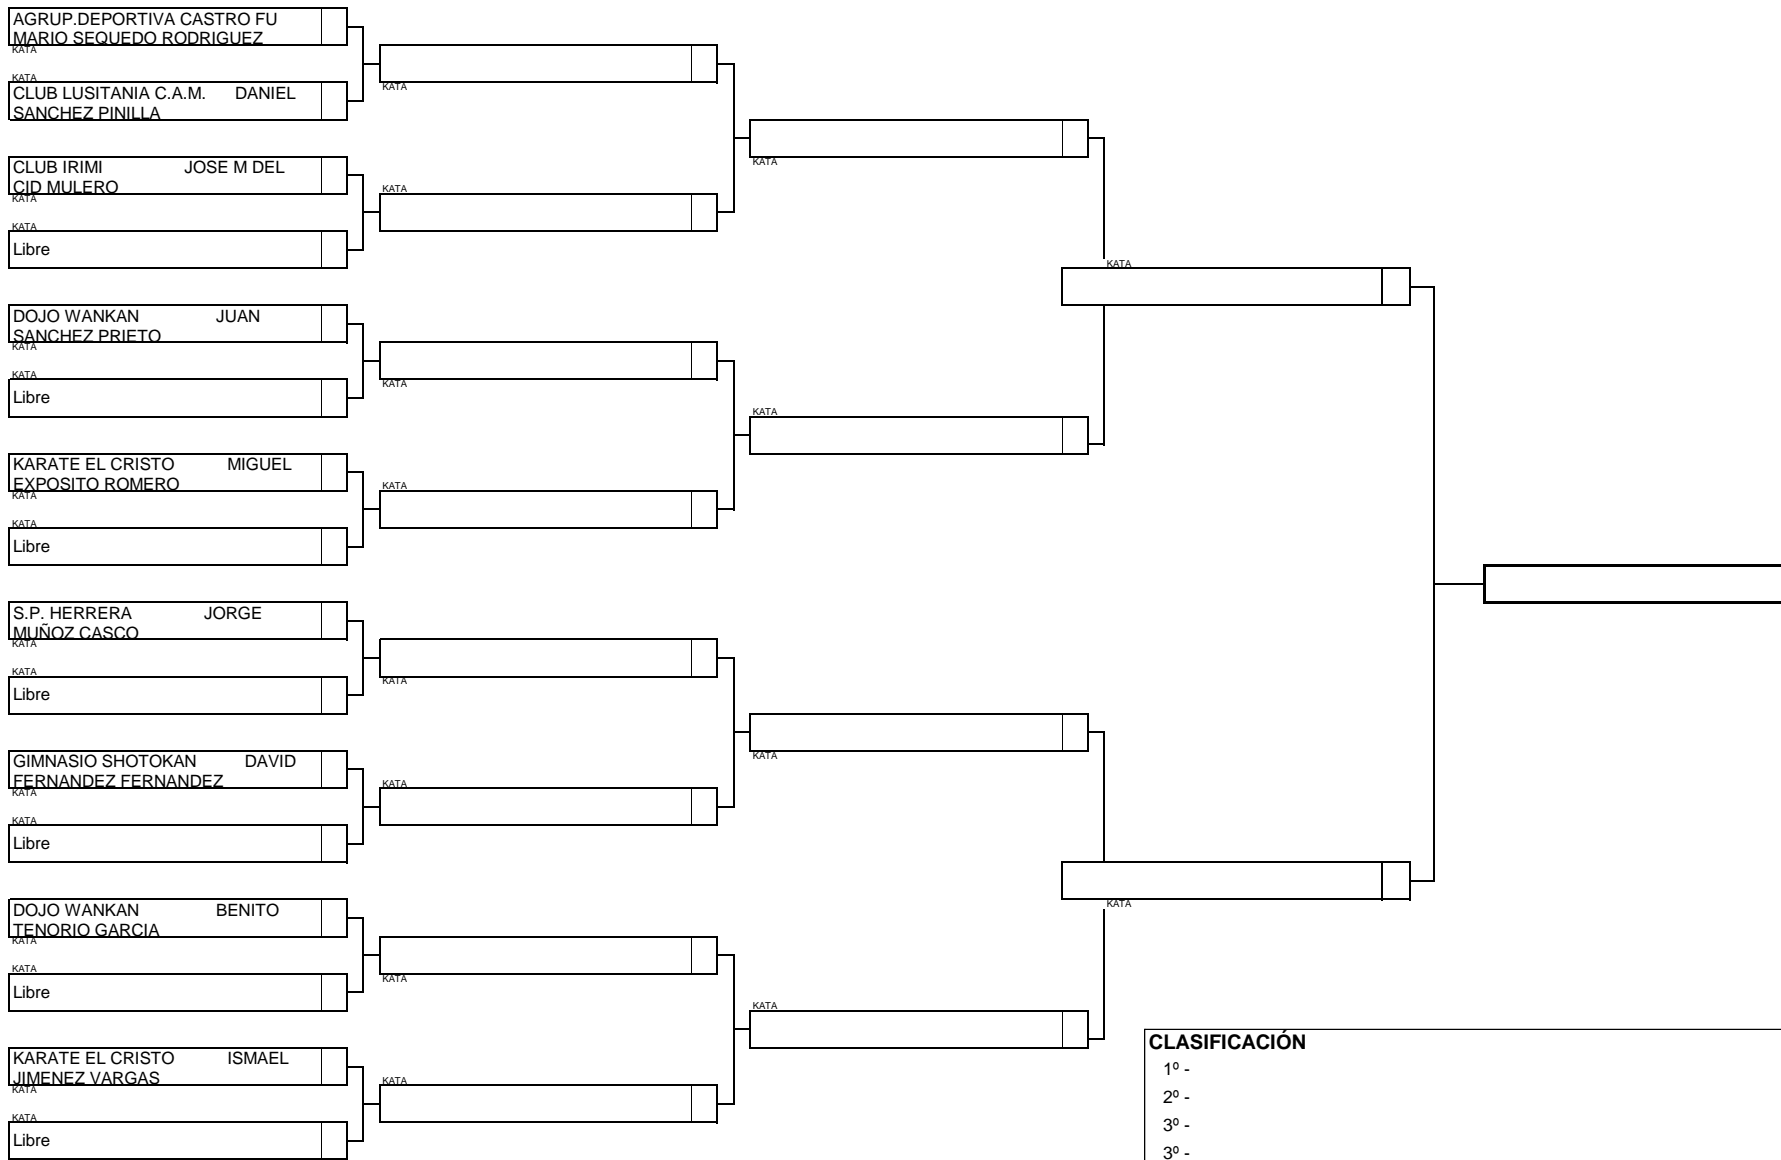 AGRUP.DEPORTIVA CASTRO FU
MARIO SEQUEDO RODRIGUEZ
KATA
KATA
CLUB LUSITANIA C.A.M. DANIEL
SANCHEZ PINILLA
CLUB IRIMI JOSE M DEL
CID MULERO
KATA
KATA
Libre
DOJO WANKAN JUAN
SANCHEZ PRIETO
KATA
KATA
Libre
KARATE EL CRISTO MIGUEL
EXPOSITO ROMERO
KATA
KATA
Libre
S.P. HERRERA JORGE
MUÑOZ CASCO
KATA
KATA
Libre
GIMNASIO SHOTOKAN DAVID
FERNANDEZ FERNANDEZ
KATA
KATA
Libre
DOJO WANKAN BENITO
TENORIO GARCIA
KATA
KATA
Libre
KARATE EL CRISTO ISMAEL
JIMENEZ VARGAS
KATA
KATA
Libre
KATA
KATA
KATA
KATA
KATA
KATA
KATA
KATA
KATA
KATA
KATA
KATA
KATA
KATA
CLASIFICACIÓN
1º -
2º -
3º -
3º -